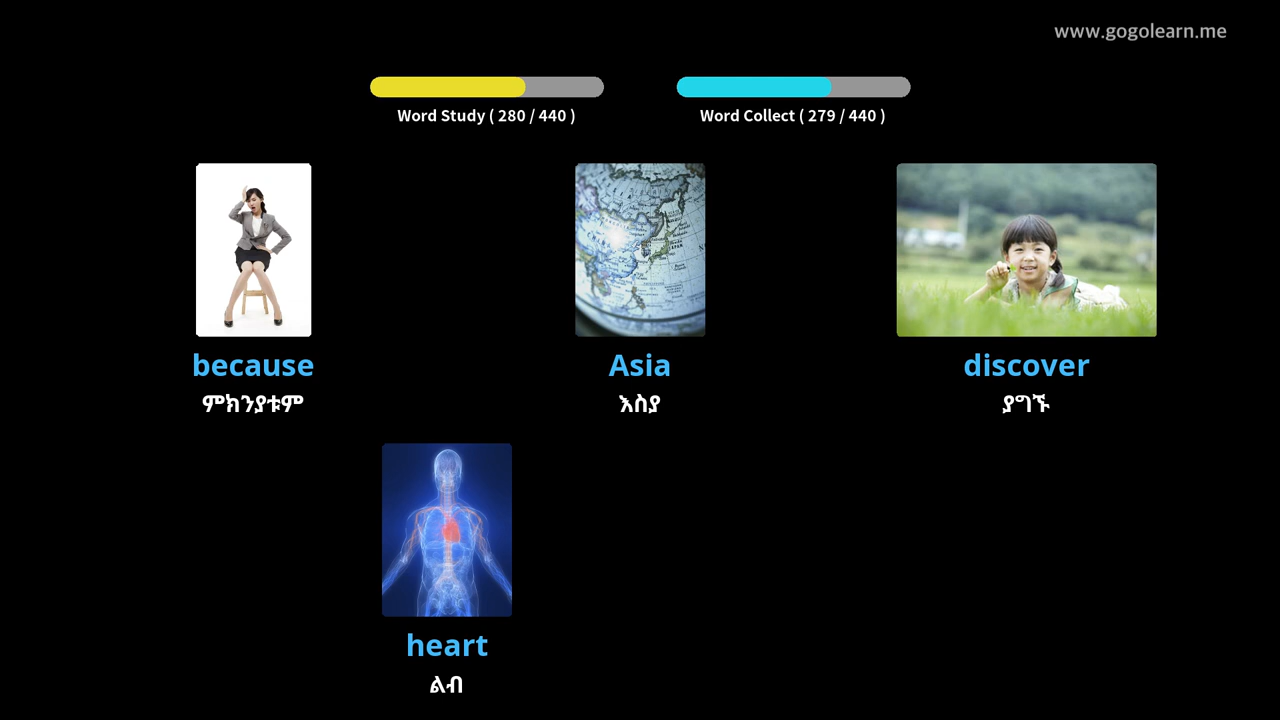 www.gogolearn.me
Word Study ( 280 / 440 )
Word Collect ( 279 / 440 )
because
ምክንያቱም
Asia
እስያ
discover
ያግኙ
heart
ልብ